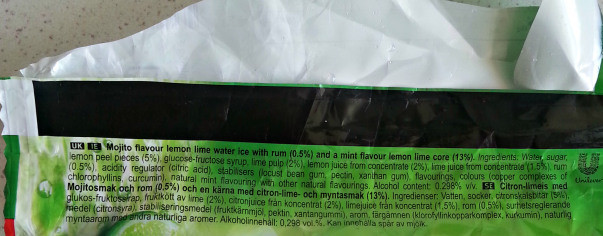 UK IE Mojito flavour lemon lime water ice with rum (0.5%) and a mint flavour lemon lime core (13%). Ingredients: Water, sugar,
lemon peel pieces (5%), glucose-fructose syrup, lime pulp (2%), lemon juice from concentrate (2%), lime juice from concentrate (1.5%), rum
(0.5%), acidity regulator (citric acid), stabilisers (locust bean gum, pectin, xanthan gum), flavourings, colours (copper complexes of
chlorophyllins, curcumin), natural mint flavouring with other natural flavourings. Alcohol content: 0.298% v/v. SE Citron-limeis med
Mojitosmak och rom (0.5%) och en kärna med citron-lime- och myntasmak (13%). Ingredienser: Vatten, socker, citronskalsbitar (5%),
glukos-fruktossirap, fruktkött av lime (2%), citronjuice från koncentrat (2%), limejuice från koncentrat (1.5%), rom (0.5%), surhetsreglerande
medel (citronsyra), stabiliseringsmedel (fruktkärnmjöl, pektin, xantangummi), arom, färgämnen (klorofyllinkopparkomplex, kurkumin), naturlig
myntaarom med andra naturliga aromer. Alkoholinnehåll: 0,298 vol.%. Kan innehålla spår av mjölk.
Unilever